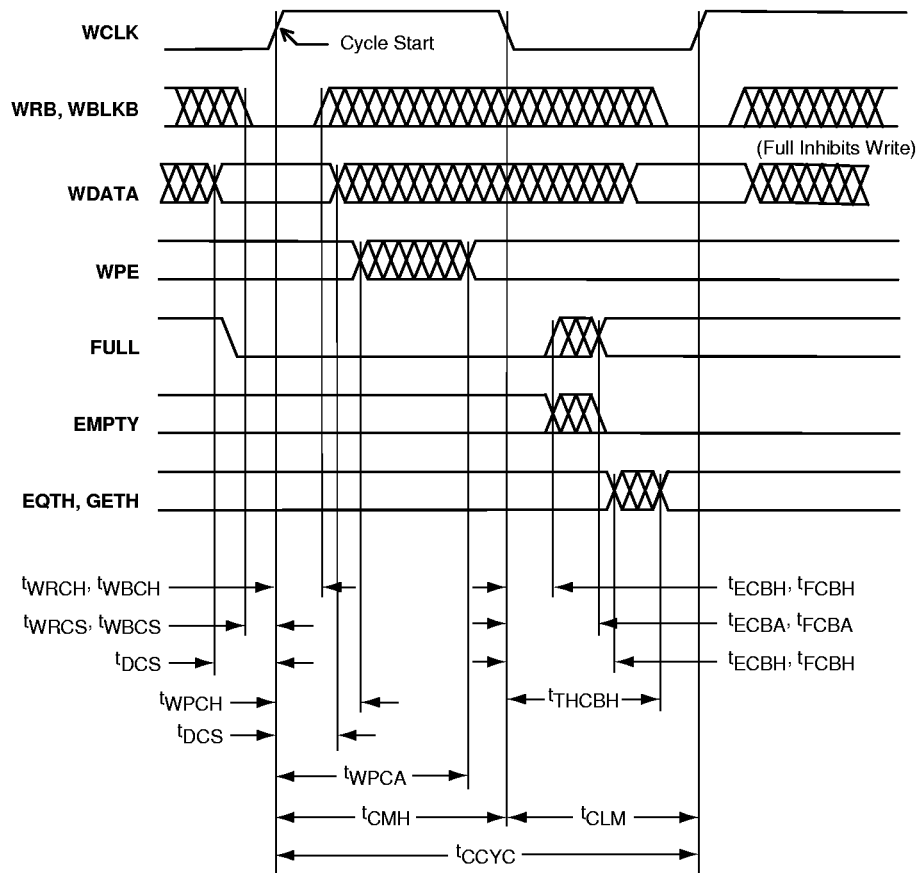 WCLK
Cycle Start
WRB, WBLKB
(Full Inhibits Write)
WDATA
WPE
FULL
EMPTY
EQTH, GETH
tWRCH, tWBCH
tECBH, tFCBH
tWRCS, tWBCS
tECBA, tFCBA
tDCS
tECBH, tFCBH
tWPCH
tTHCBH
tDCS
tWPCA
tCMH
tCLM
tCCYC